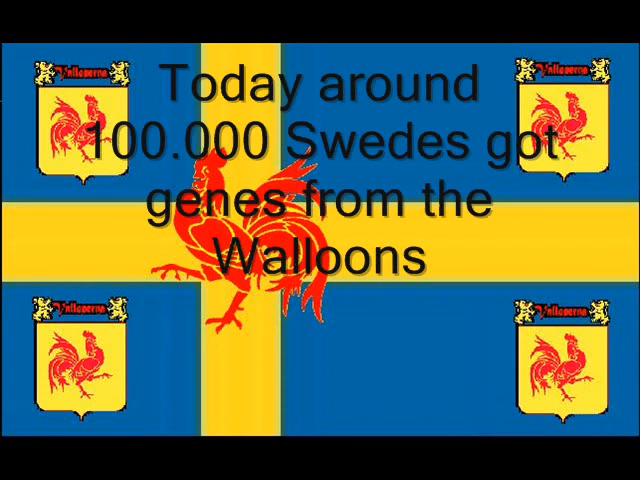 Vallonerna
Vallonerna
Today around
100.000 Swedes got
genes from the
Walloons
Vallonerna
Vallonerna